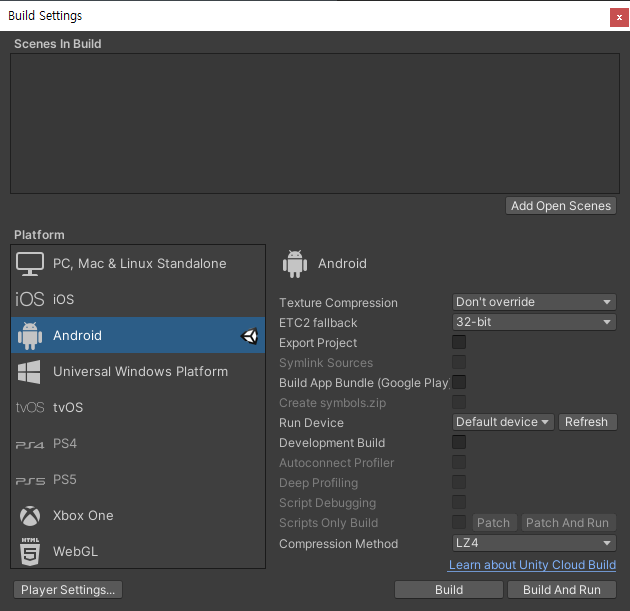 Build Settings
x
Scenes In Build
Add Open Scenes
Platform
PC, Mac & Linux Standalone
iOS iOS
Android
Universal Windows Platform
tvOS tvOS
PS4 PS4
PS5 PS5
Xbox One
HTML 5 WebGL
Android
Texture Compression Don't override
ETC2 fallback 32-bit
Export Project
Symlink Sources
Build App Bundle (Google Play
Create symbols.zip
Run Device Default device Refresh
Development Build
Autoconnect Profiler
Deep Profiling
Script Debugging
Scripts Only Build Patch Patch And Run
Compression Method LZ4
Learn about Unity Cloud Build
Player Settings... Build Build And Run